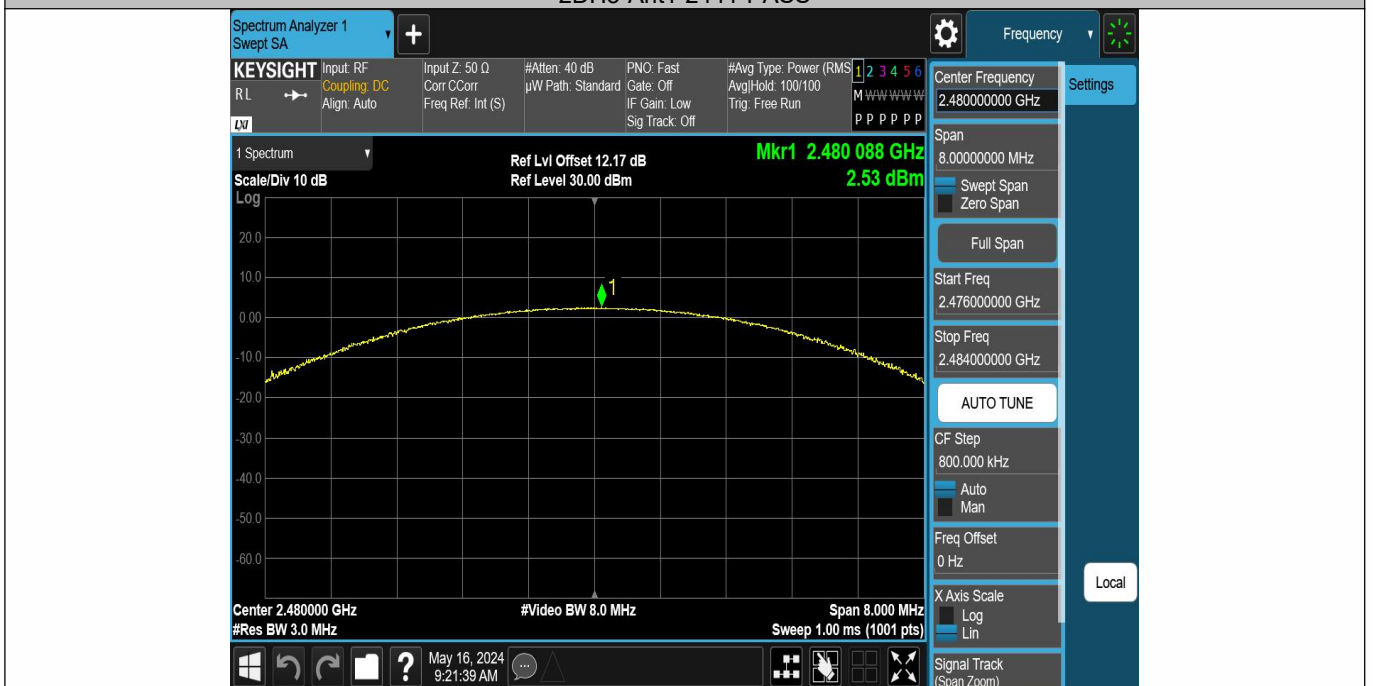 Spectrum Analyzer 1
Swept SA
+
Frequency
KEYSIGHT
RL
LXI
Input: RF
Coupling: DC
Align: Auto
Input Z: 50 Ω
Corr CCorr
Freq Ref: Int (S)
#Atten: 40 dB
µW Path: Standard
PNO: Fast
Gate: Off
IF Gain: Low
Sig Track: Off
#Avg Type: Power (RMS
Avg|Hold: 100/100
Trig: Free Run
1 2 3 4 5 6
M W W W W W
P P P P P P
1 Spectrum
Scale/Div 10 dB
Ref Lvl Offset 12.17 dB
Ref Level 30.00 dBm
Mkr1 2.480 088 GHz
2.53 dBm
Log
20.0
10.0
0.00
-10.0
-20.0
-30.0
-40.0
-50.0
-60.0
1
Center 2.480000 GHz
#Res BW 3.0 MHz
#Video BW 8.0 MHz
Span 8.000 MHz
Sweep 1.00 ms (1001 pts)
?
May 16, 2024
9:21:39 AM
Center Frequency
2.480000000 GHz
Settings
Span
8.00000000 MHz
Swept Span
Zero Span
Full Span
Start Freq
2.476000000 GHz
Stop Freq
2.484000000 GHz
AUTO TUNE
CF Step
800.000 kHz
Auto
Man
Freq Offset
0 Hz
X Axis Scale
Log
Lin
Local
Signal Track
(Span Zoom)